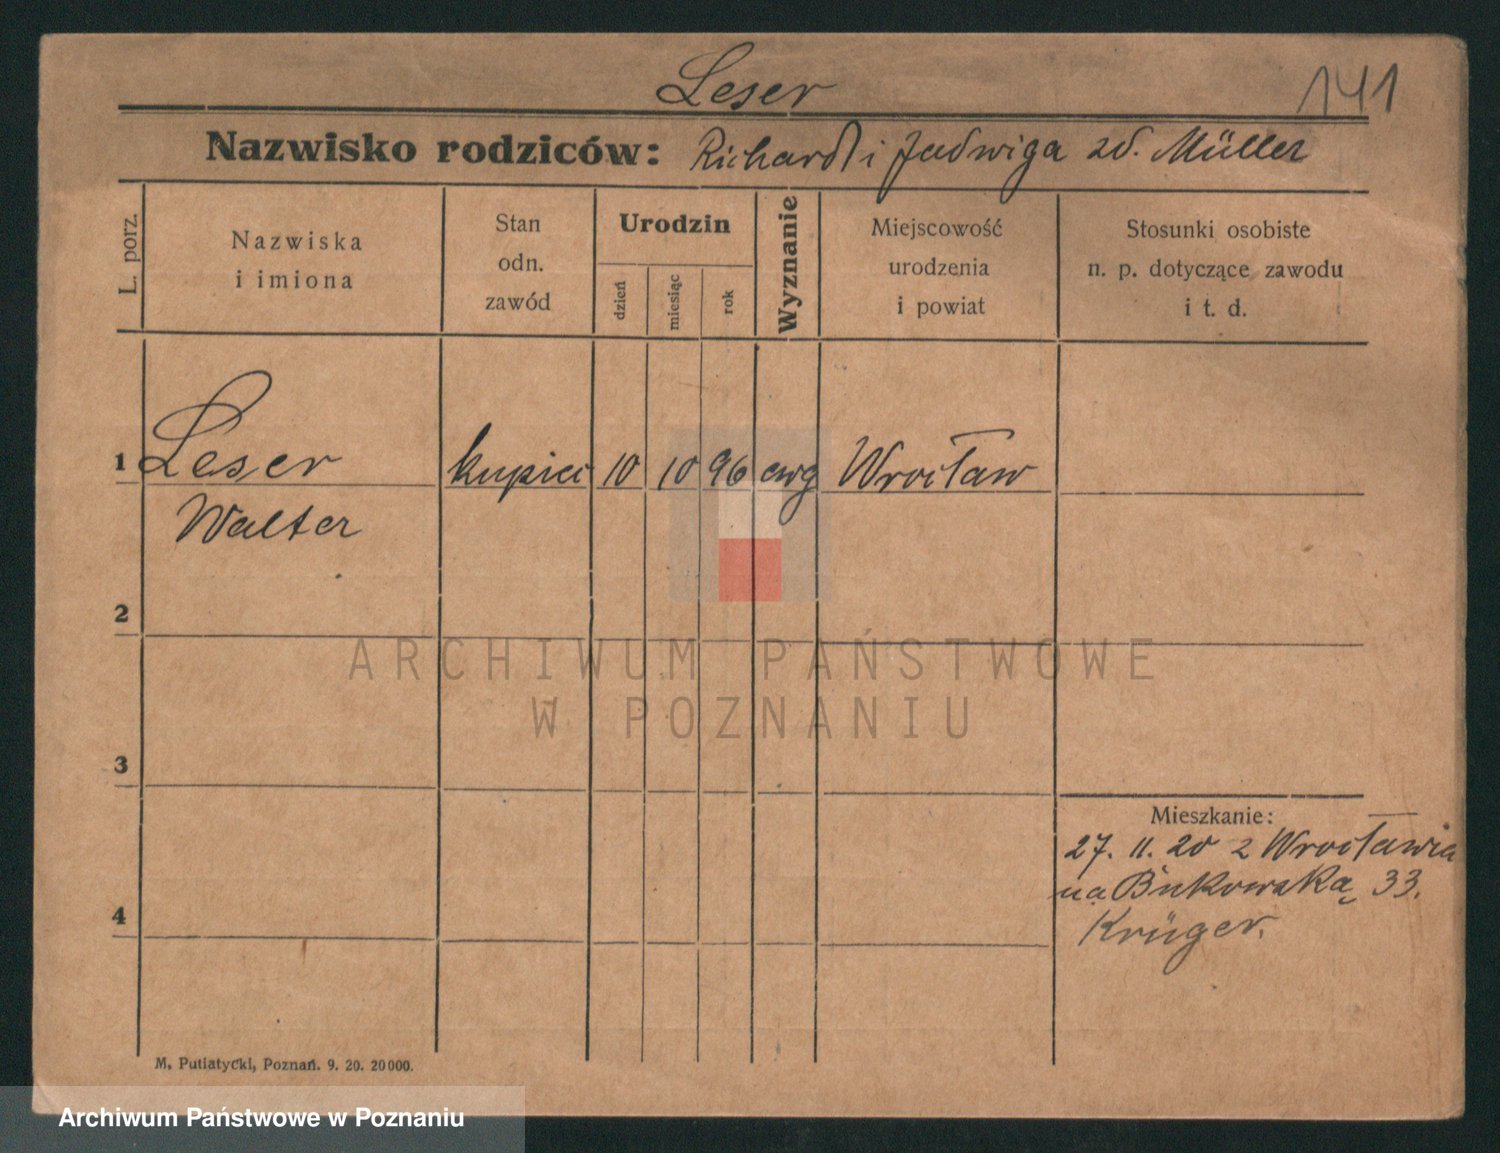 Leser
141
Nazwisko rodziców: Richard i Jadwiga zd. Müller
L. porz.
Nazwiska
i imiona
Stan
odn.
zawód
Urodzin
dzień
miesiąc
rok
Wyznanie
Miejscowość
urodzenia
i powiat
Stosunki osobiste
n. p. dotyczące zawodu
i t. d.
1 Leser kupiec 10 10 96 ewg Wrocław
Walter
2
ARCHIWUM PAŃSTWOWE
W POZNANIU
3
Mieszkanie:
27. 11. 20 z Wrocławia
na Bukowską 33.
Krüger.
4
M. Putiatycki, Poznań. 9. 20. 20000.
Archiwum Państwowe w Poznaniu